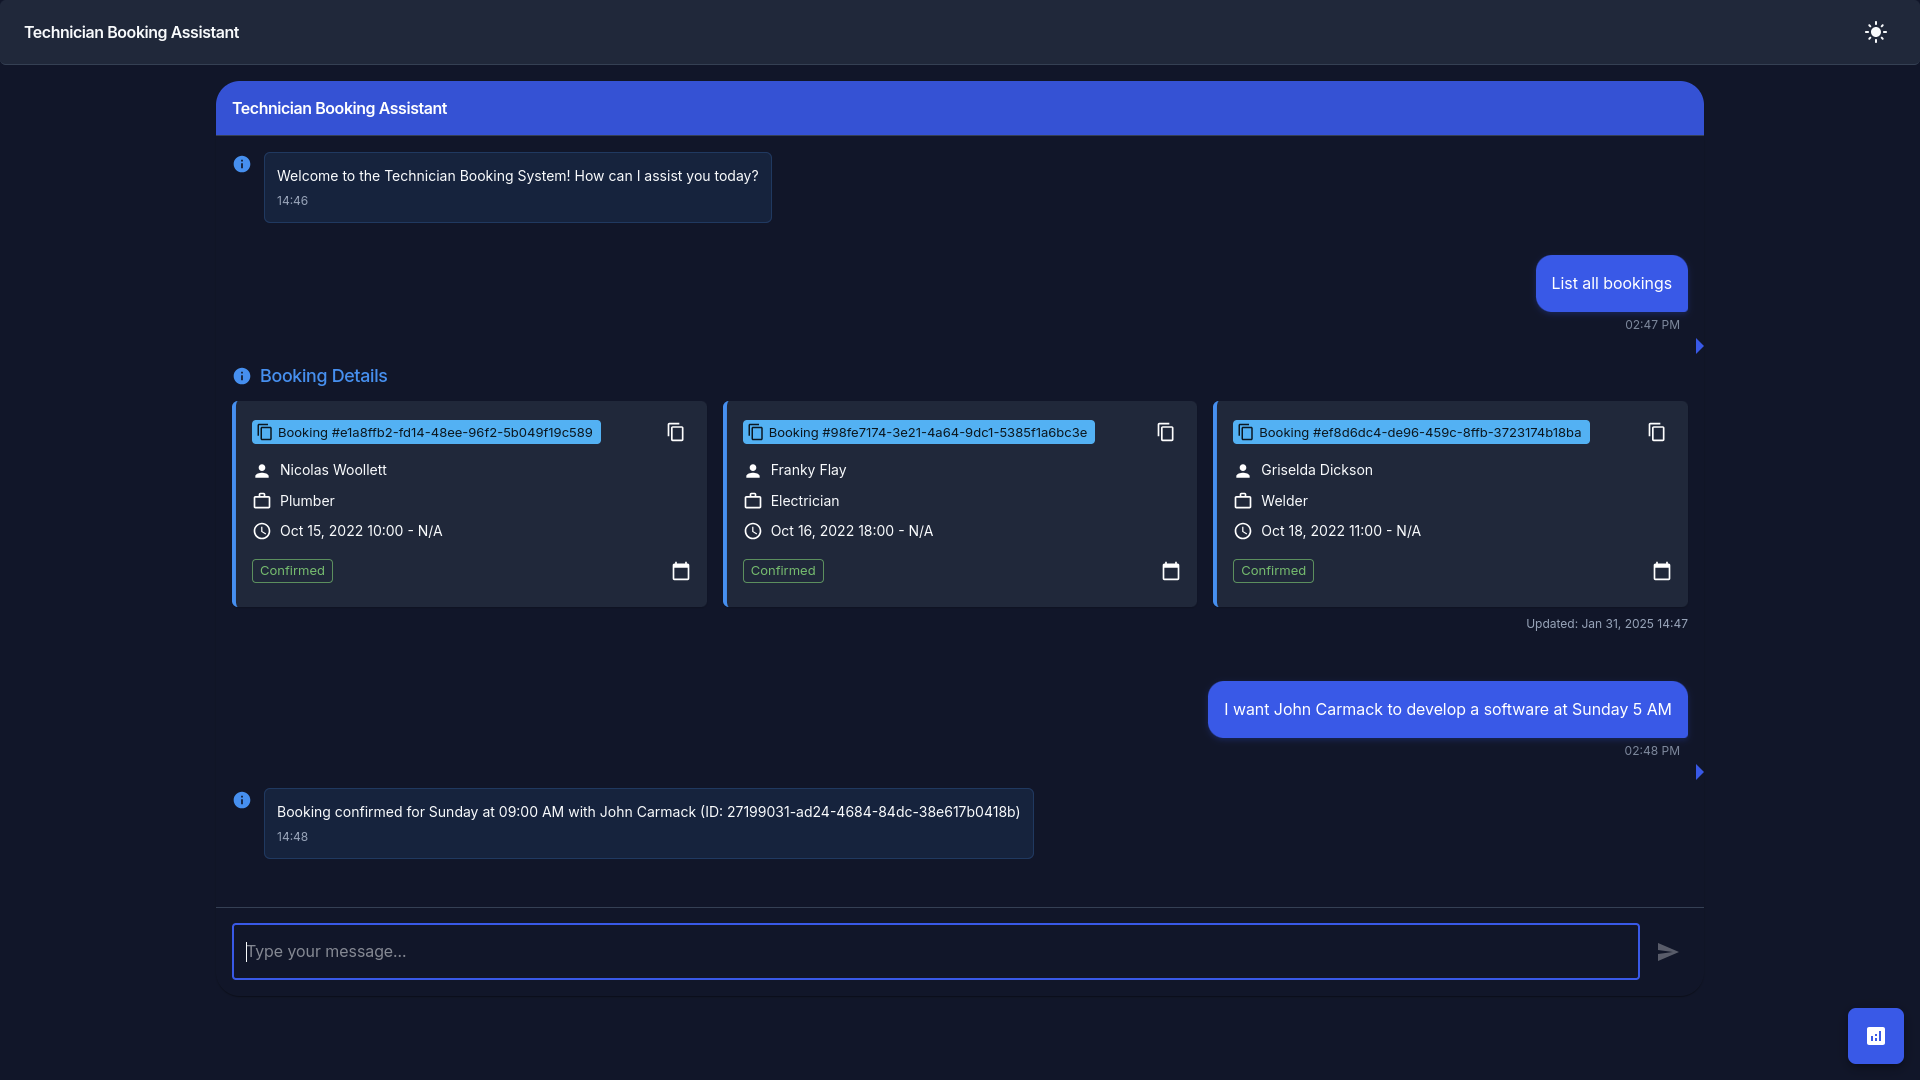 Technician Booking Assistant
Technician Booking Assistant
Welcome to the Technician Booking System! How can I assist you today?
14:46
List all bookings
02:47 PM
Booking Details
Booking #e1a8ffb2-fd14-48ee-96f2-5b049f19c589
Nicolas Woollett
Plumber
Oct 15, 2022 10:00 - N/A
Confirmed
Booking #98fe7174-3e21-4a64-9dc1-5385f1a6bc3e
Franky Flay
Electrician
Oct 16, 2022 18:00 - N/A
Confirmed
Booking #ef8d6dc4-de96-459c-8ffb-3723174b18ba
Griselda Dickson
Welder
Oct 18, 2022 11:00 - N/A
Confirmed
Updated: Jan 31, 2025 14:47
I want John Carmack to develop a software at Sunday 5 AM
02:48 PM
Booking confirmed for Sunday at 09:00 AM with John Carmack (ID: 27199031-ad24-4684-84dc-38e617b0418b)
14:48
Type your message...